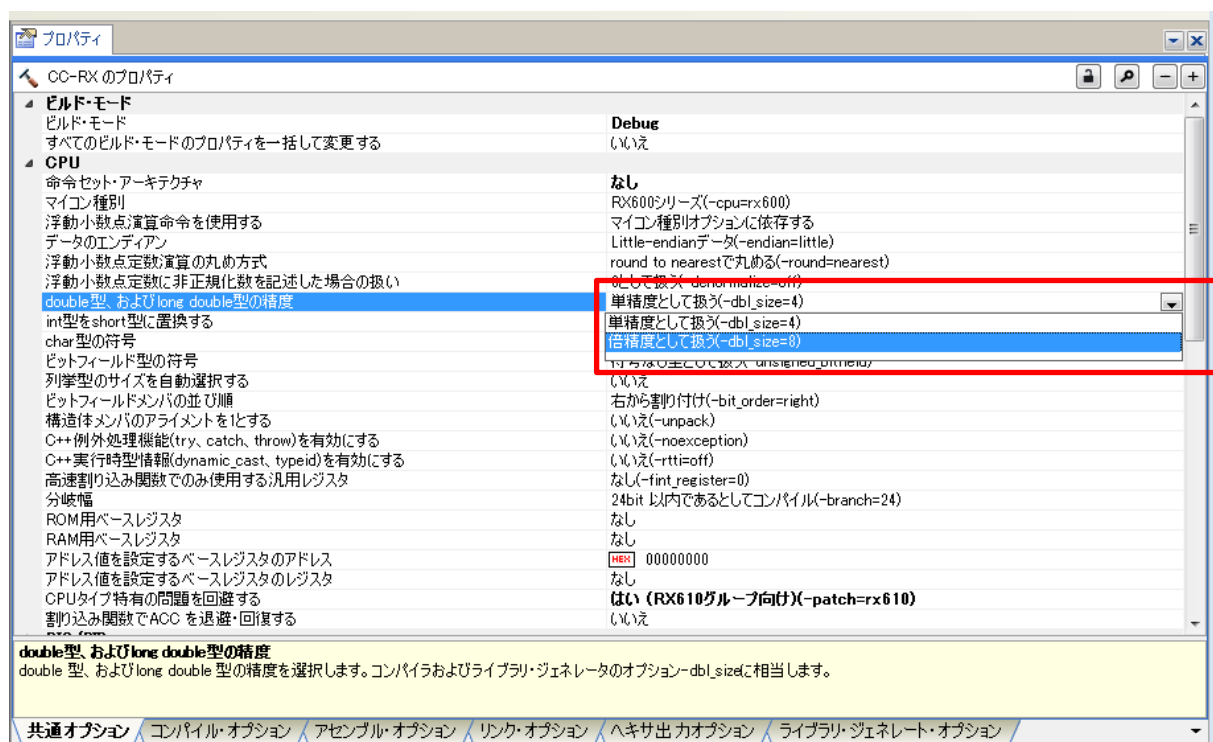 プロパティ
CC-RX のプロパティ
ビルド・モード
ビルド・モード Debug
すべてのビルド・モードのプロパティを一括して変更する いいえ
CPU
命令セット・アーキテクチャ なし
マイコン種別 RX600シリーズ(-cpu=rx600)
浮動小数点演算命令を使用する マイコン種別オプションに依存する
データのエンディアン Little-endianデータ(-endian=little)
浮動小数点定数演算の丸め方式 round to nearestで丸める(-round=nearest)
浮動小数点定数に非正規化数を記述した場合の扱い 0として扱う(-denormalize=off)
double型、およびlong double型の精度 単精度として扱う(-dbl_size=4)
int型をshort型に置換する 単精度として扱う(-dbl_size=4)
char型の符号 倍精度として扱う(-dbl_size=8)
ビットフィールド型の符号 符号なし型として扱う(-unsigned_bitfield)
列挙型のサイズを自動選択する いいえ
ビットフィールドメンバの並び順 右から割り付け(-bit_order=right)
構造体メンバのアライメントを1とする いいえ(-unpack)
C++例外処理機能(try、catch、throw)を有効にする いいえ(-noexception)
C++実行時型情報(dynamic_cast、typeid)を有効にする いいえ(-rtti=off)
高速割り込み関数でのみ使用する汎用レジスタ なし(-fint_register=0)
分岐幅 24bit 以内であるとしてコンパイル(-branch=24)
ROM用ベースレジスタ なし
RAM用ベースレジスタ なし
アドレス値を設定するベースレジスタのアドレス HEX 00000000
アドレス値を設定するベースレジスタのレジスタ なし
CPUタイプ特有の問題を回避する はい (RX610グループ向け)(-patch=rx610)
割り込み関数でACC を退避・回復する いいえ
double型、およびlong double型の精度
double 型、および long double 型の精度を選択します。コンパイラおよびライブラリ・ジェネレータのオプション-dbl_sizeに相当します。
共通オプション コンパイル・オプション アセンブル・オプション リンク・オプション ヘキサ出力オプション ライブラリ・ジェネレート・オプション